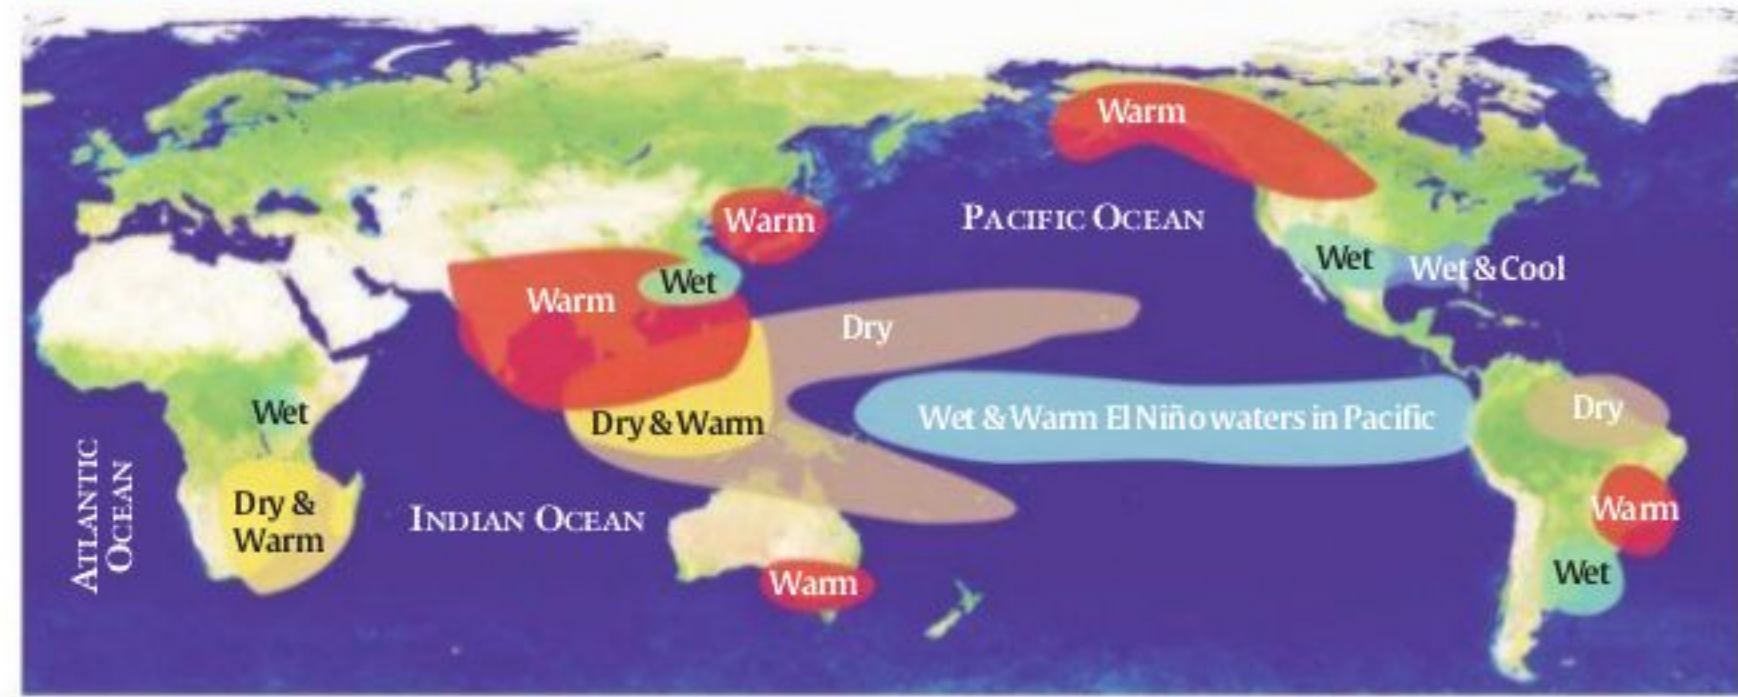 Warm
Warm
PACIFIC OCEAN
Wet
Wet & Cool
Wet
Warm
Dry
Wet
Dry & Warm
Wet & Warm El Niño waters in Pacific
Dry
ATLANTIC
OCEAN
Dry &
Warm
INDIAN OCEAN
Warm
Warm
Wet